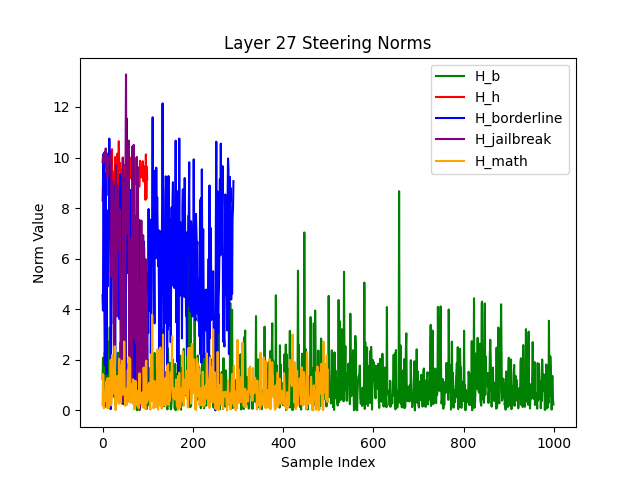 Layer 27 Steering Norms
H_b
H_h
H_borderline
H_jailbreak
H_math
Norm Value
12
10
8
6
4
2
0
0 200 400 600 800 1000
Sample Index